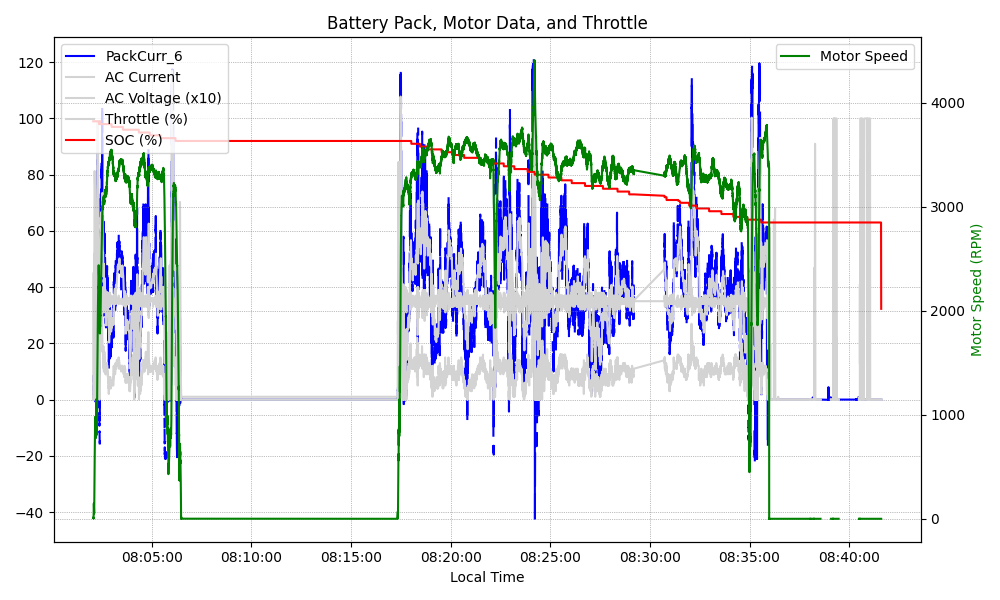 Battery Pack, Motor Data, and Throttle
PackCurr_6
AC Current
AC Voltage (x10)
Throttle (%)
SOC (%)
Motor Speed
120
100
80
60
40
20
0
−20
−40
4000
3000
2000
1000
0
Motor Speed (RPM)
08:05:00
08:10:00
08:15:00
08:20:00
08:25:00
08:30:00
08:35:00
08:40:00
Local Time